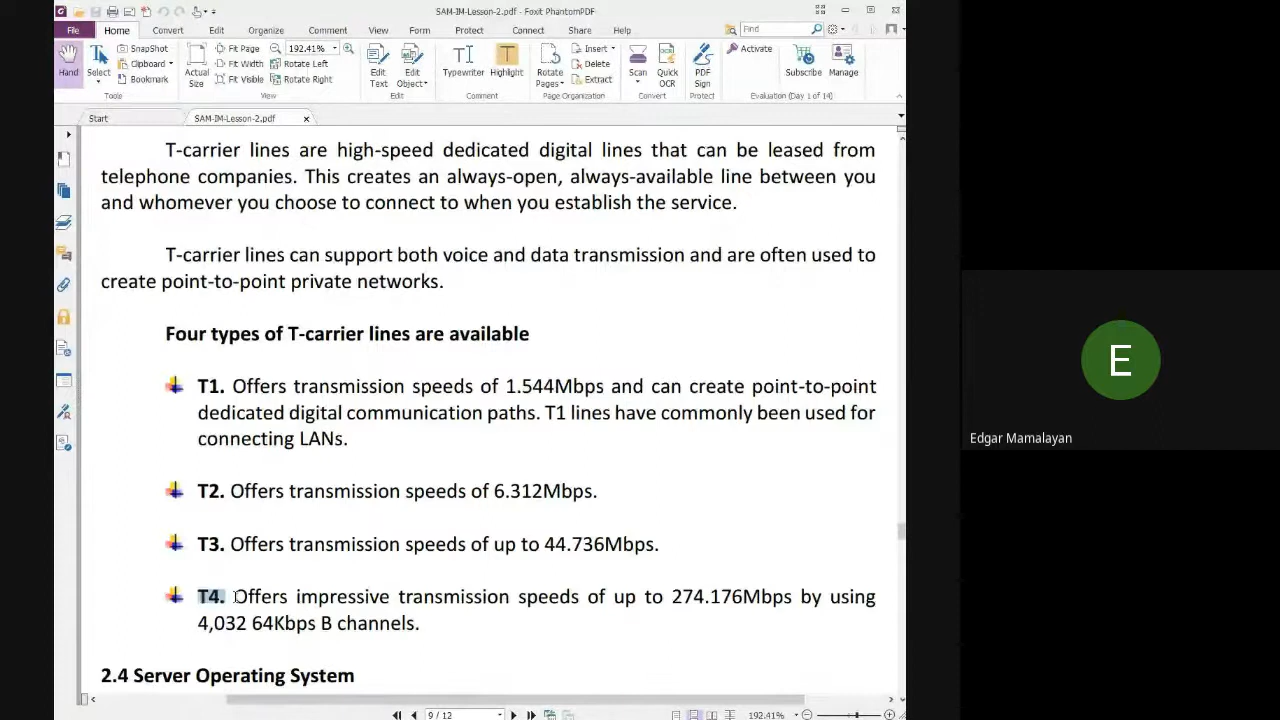 SAM-IM-Lesson-2.pdf - Foxit PhantomPDF
File Home Convert Edit Organize Comment View Form Protect Connect Share Help Find
Hand
Select
SnapShot
Clipboard
Bookmark
Actual Size
Fit Page
Fit Width
Fit Visible
192.41%
Rotate Left
Rotate Right
Edit Text
Edit Object
Typewriter
Highlight
Rotate Pages
Insert
Delete
Extract
Scan
Quick OCR
PDF Sign
Activate
Subscribe
Manage
Tools View Edit Comment Page Organization Convert Protect Evaluation (Day 1 of 14)
Start SAM-IM-Lesson-2.pdf
T-carrier lines are high-speed dedicated digital lines that can be leased from
telephone companies. This creates an always-open, always-available line between you
and whomever you choose to connect to when you establish the service.
T-carrier lines can support both voice and data transmission and are often used to
create point-to-point private networks.
Four types of T-carrier lines are available
T1. Offers transmission speeds of 1.544Mbps and can create point-to-point
dedicated digital communication paths. T1 lines have commonly been used for
connecting LANs.
T2. Offers transmission speeds of 6.312Mbps.
T3. Offers transmission speeds of up to 44.736Mbps.
T4. Offers impressive transmission speeds of up to 274.176Mbps by using
4,032 64Kbps B channels.
2.4 Server Operating System
9 / 12
192.41%
E
Edgar Mamalayan